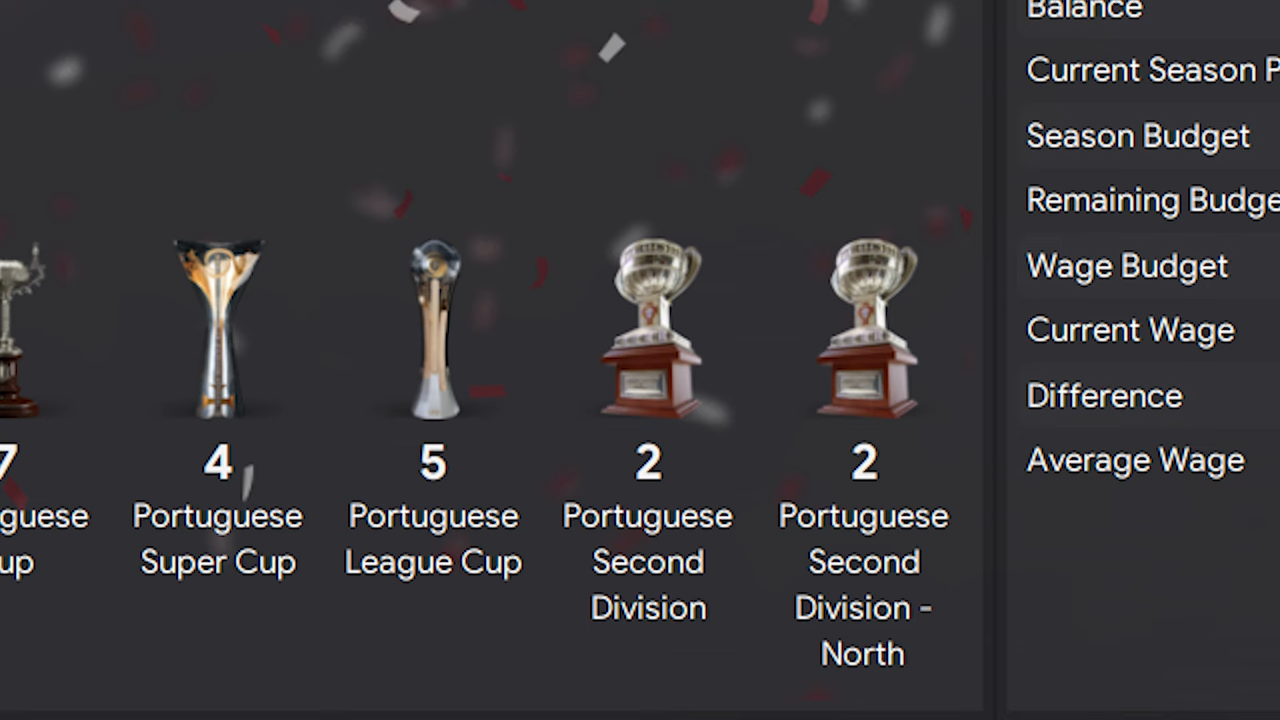 7
guese
up
4
Portuguese
Super Cup
5
Portuguese
League Cup
2
Portuguese
Second
Division
2
Portuguese
Second
Division -
North
Balance
Current Season P
Season Budget
Remaining Budge
Wage Budget
Current Wage
Difference
Average Wage